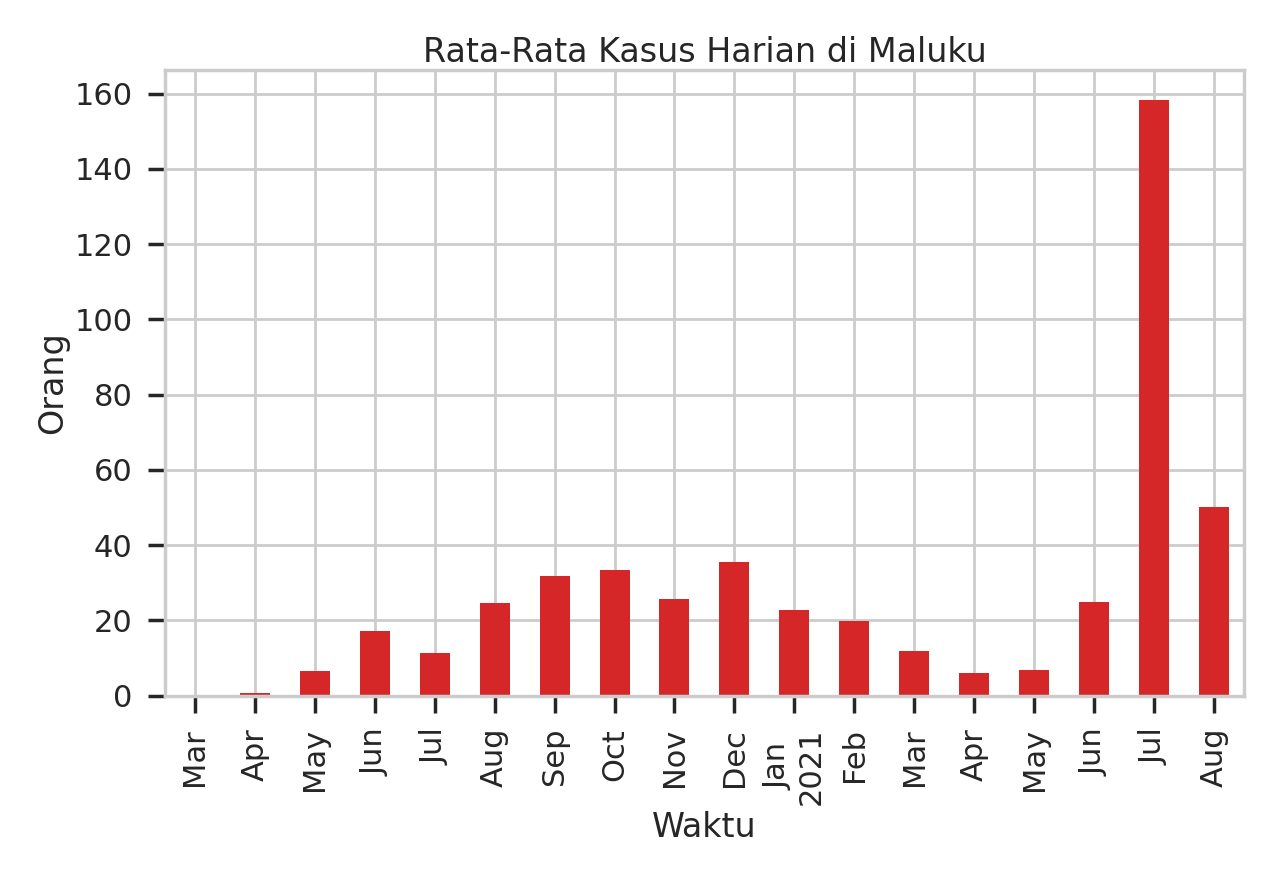 Rata-Rata Kasus Harian di Maluku
160
140
120
100
80
60
40
20
0
Orang
Mar
Apr
May
Jun
Jul
Aug
Sep
Oct
Nov
Dec
Jan
2021
Feb
Mar
Apr
May
Jun
Jul
Aug
Waktu